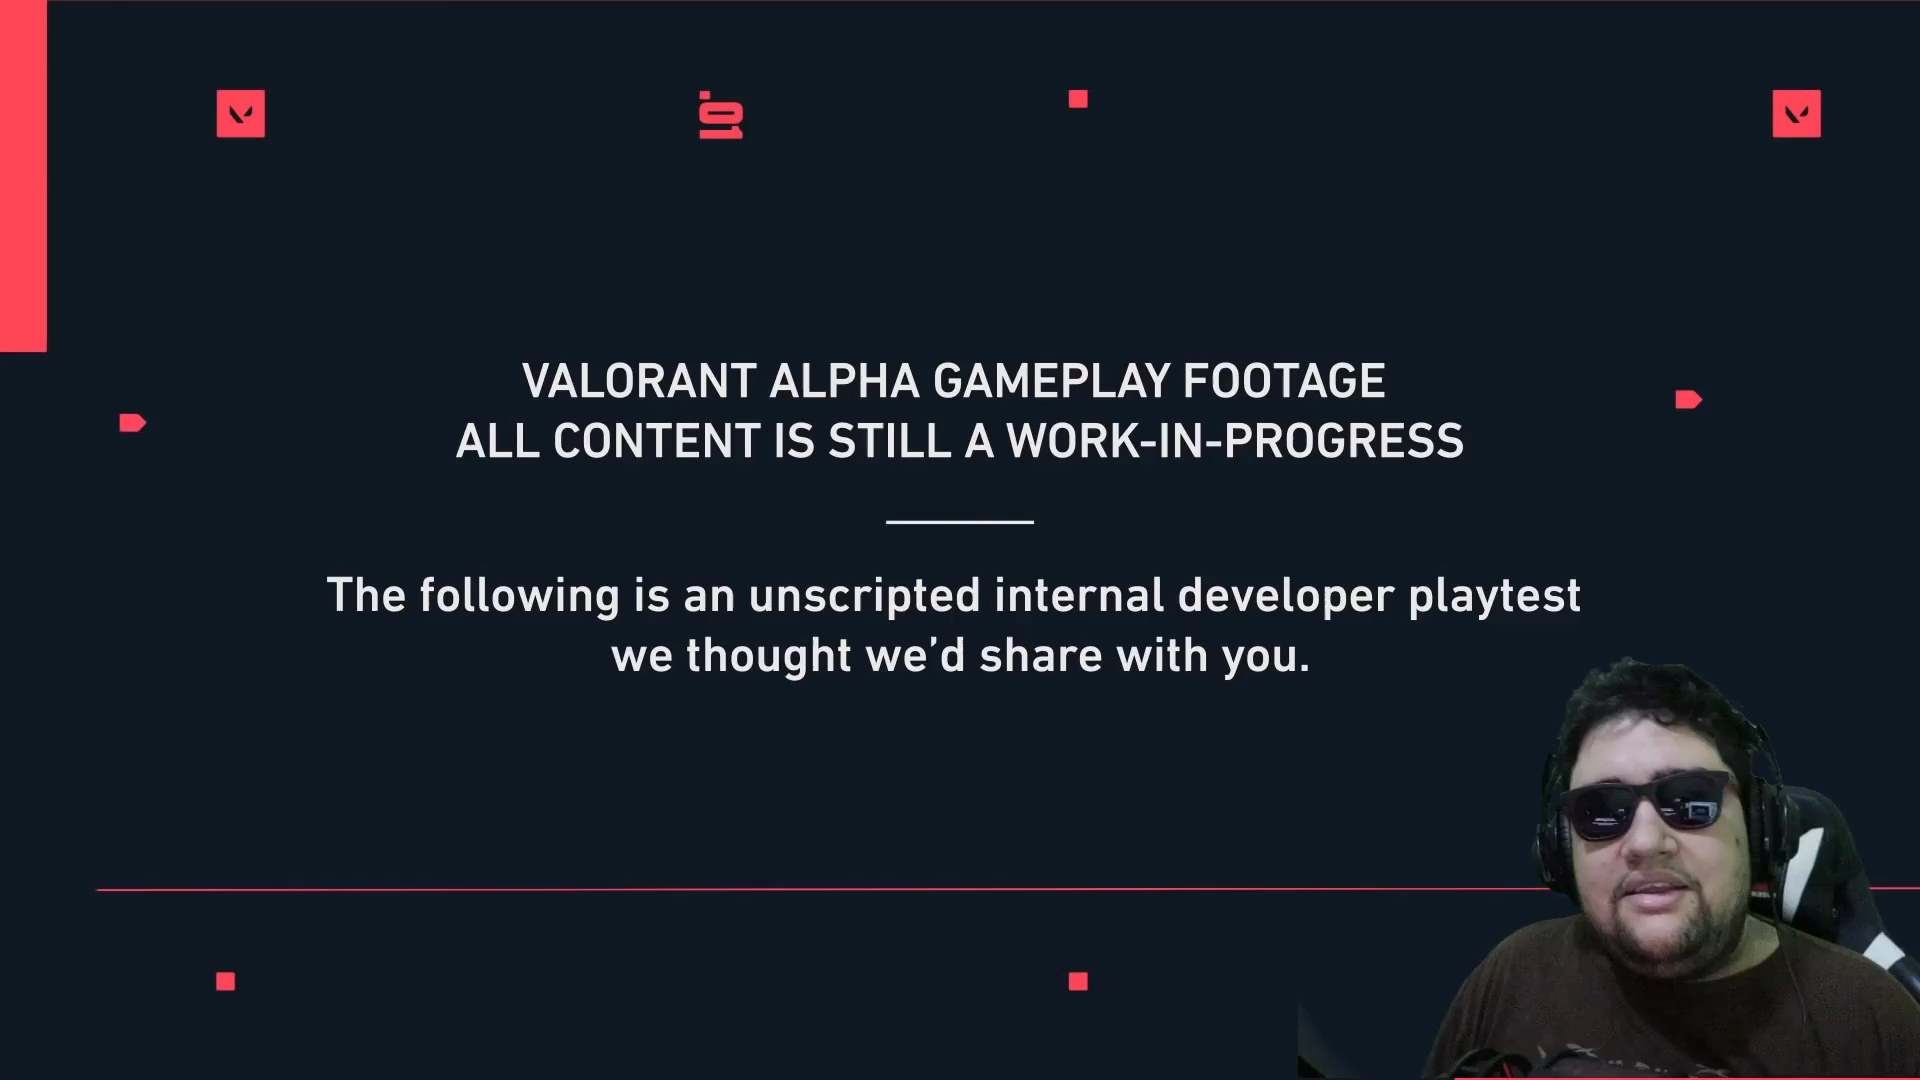 VALORANT ALPHA GAMEPLAY FOOTAGE
ALL CONTENT IS STILL A WORK-IN-PROGRESS
The following is an unscripted internal developer playtest
we thought we’d share with you.